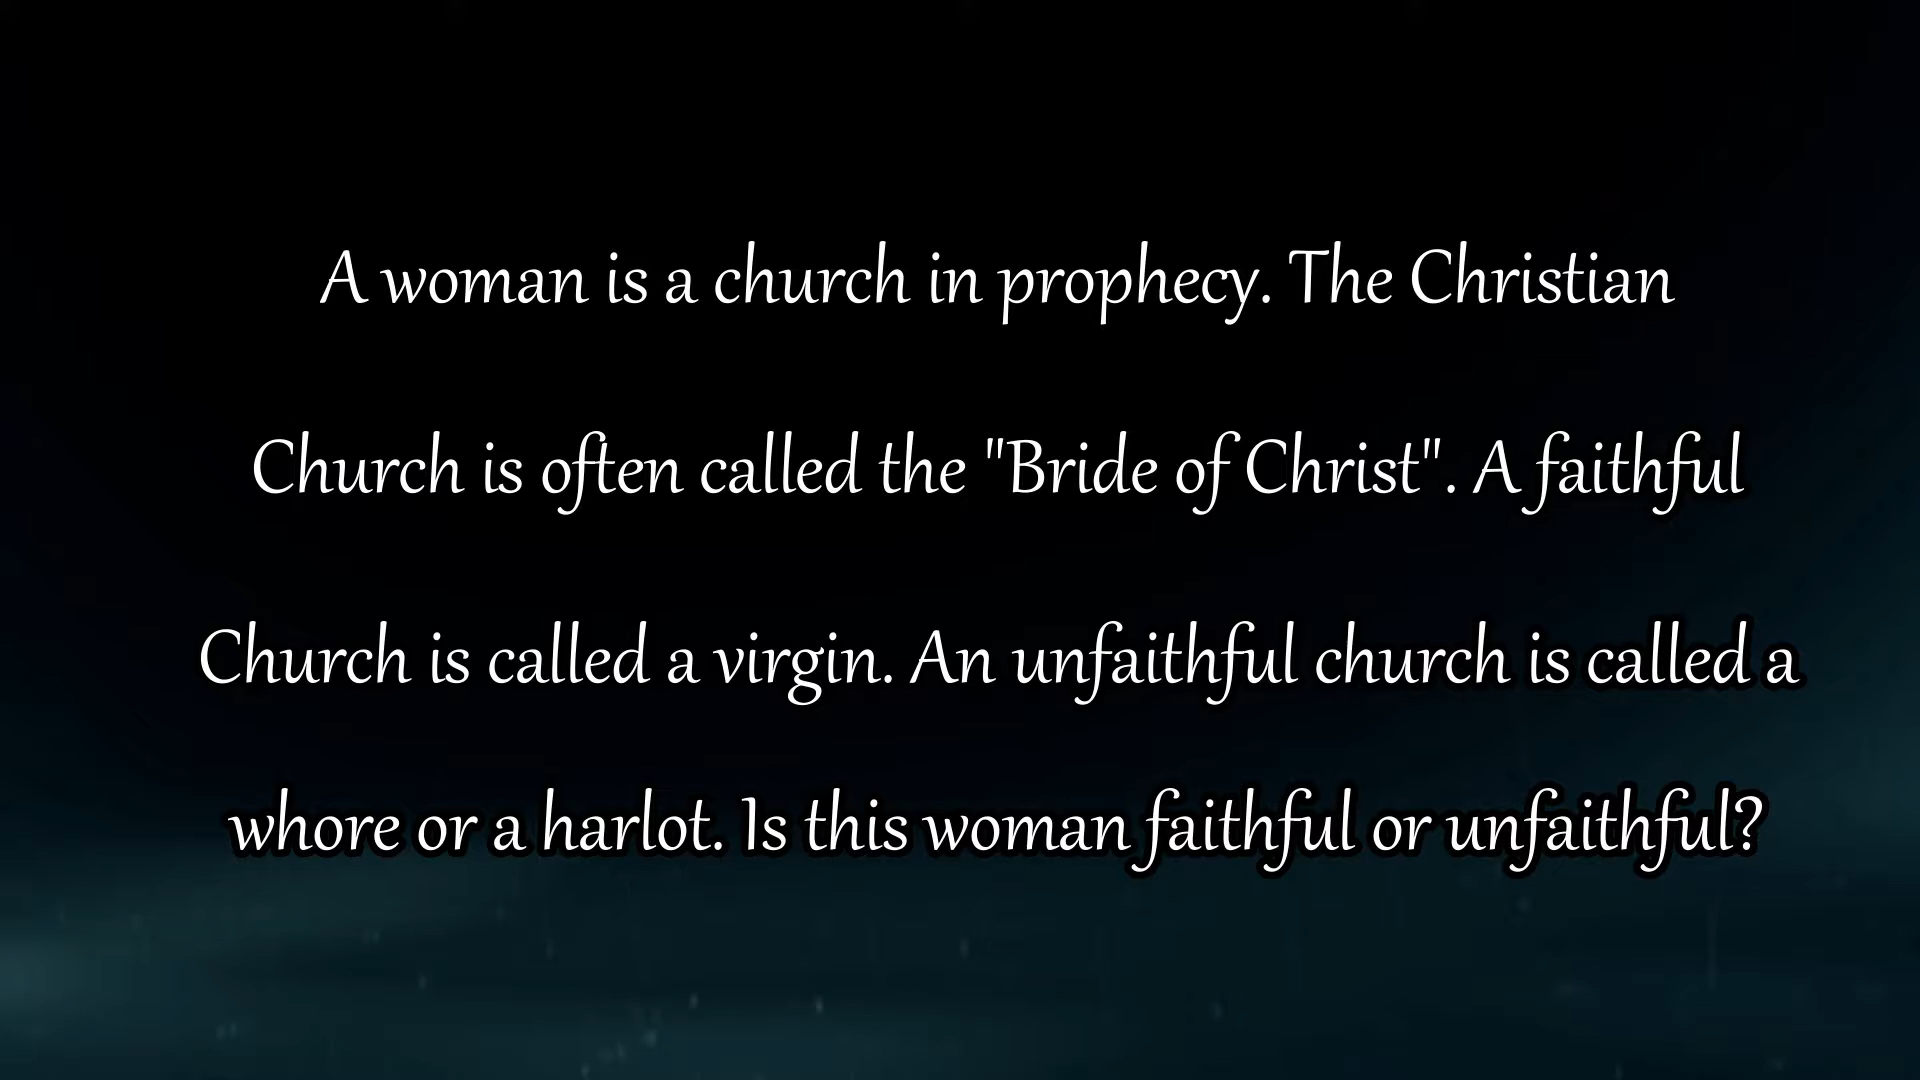 A woman is a church in prophecy. The Christian
Church is often called the "Bride of Christ". A faithful
Church is called a virgin. An unfaithful church is called a
whore or a harlot. Is this woman faithful or unfaithful?